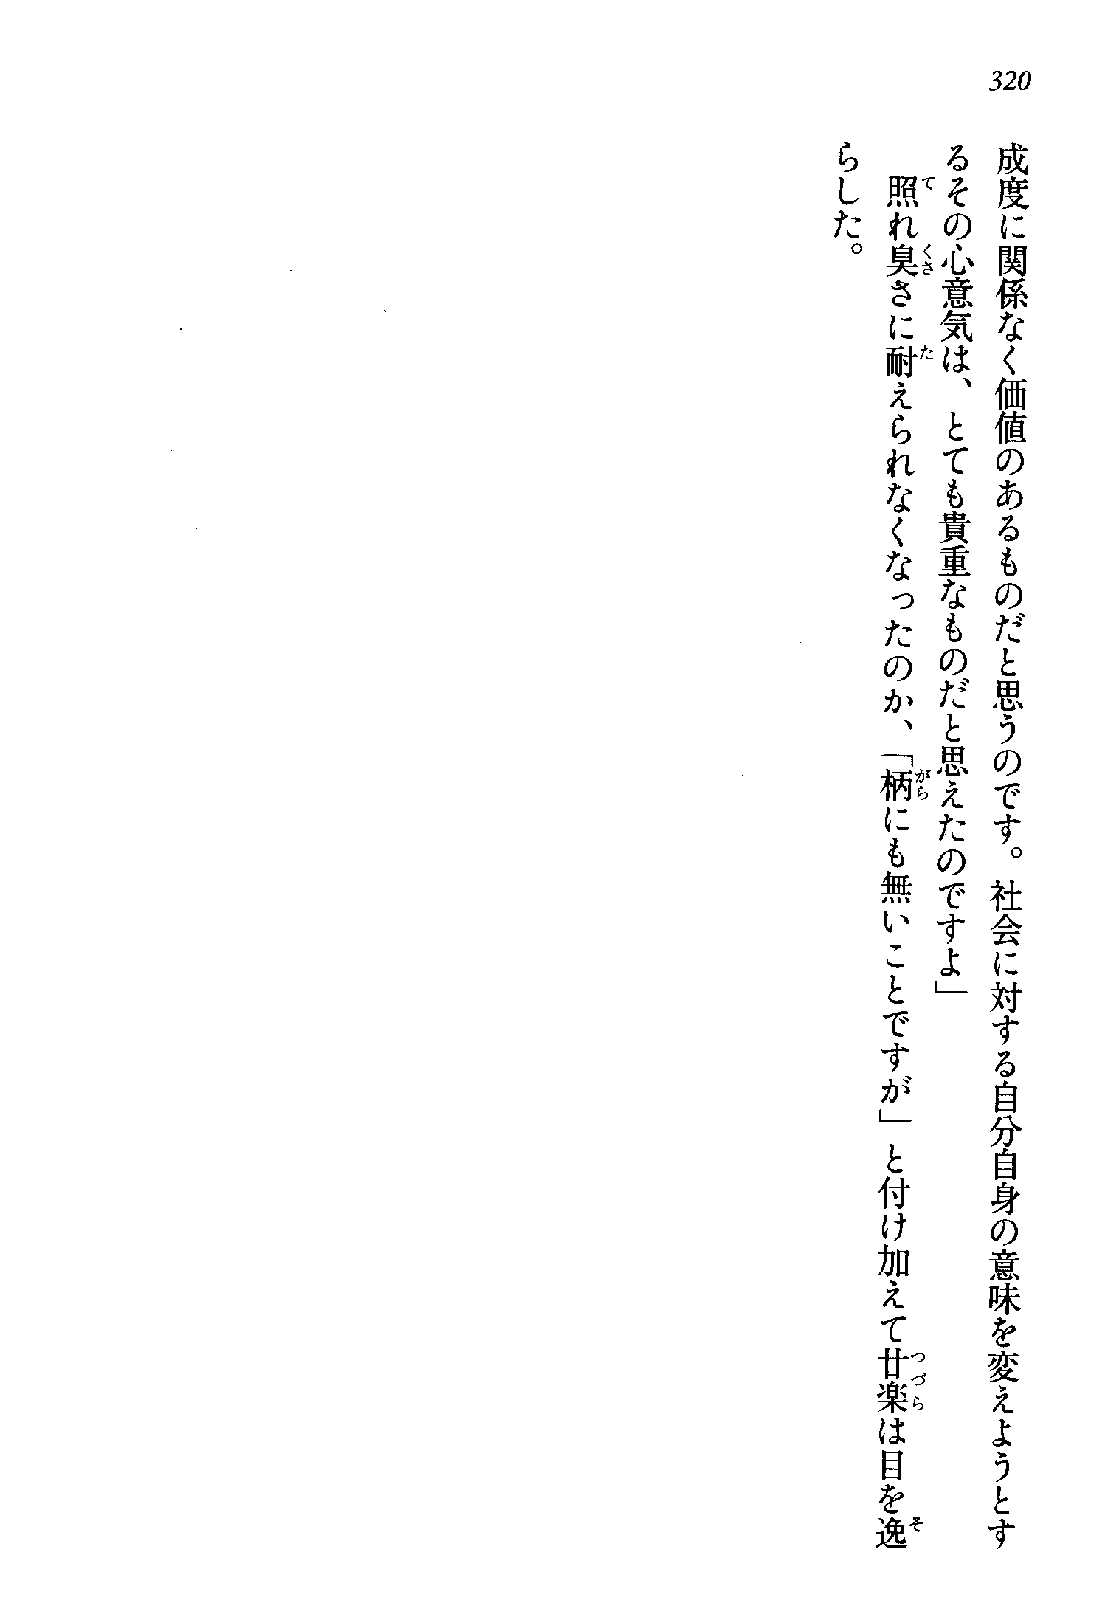 320
成度に関係なく価値のあるものだと思うのです。社会に対する自分自身の意味を変えようとす
るその心意気は、とても貴重なものだと思えたのですよ」
　照れ臭さに耐えられなくなったのか、「柄にも無いことですが」と付け加えて廿楽は目を逸
らした。